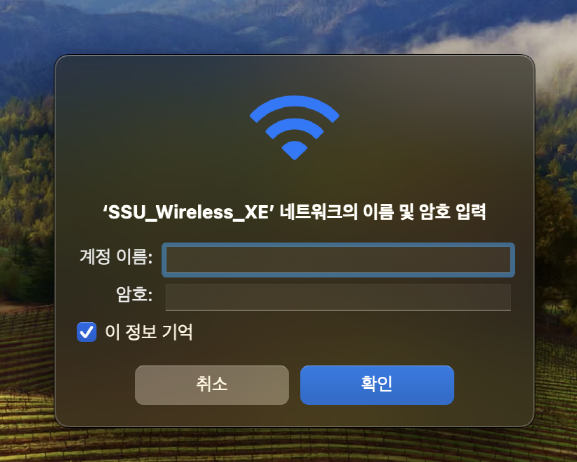 ‘SSU_Wireless_XE’ 네트워크의 이름 및 암호 입력
계정 이름:
암호:
이 정보 기억
취소
확인